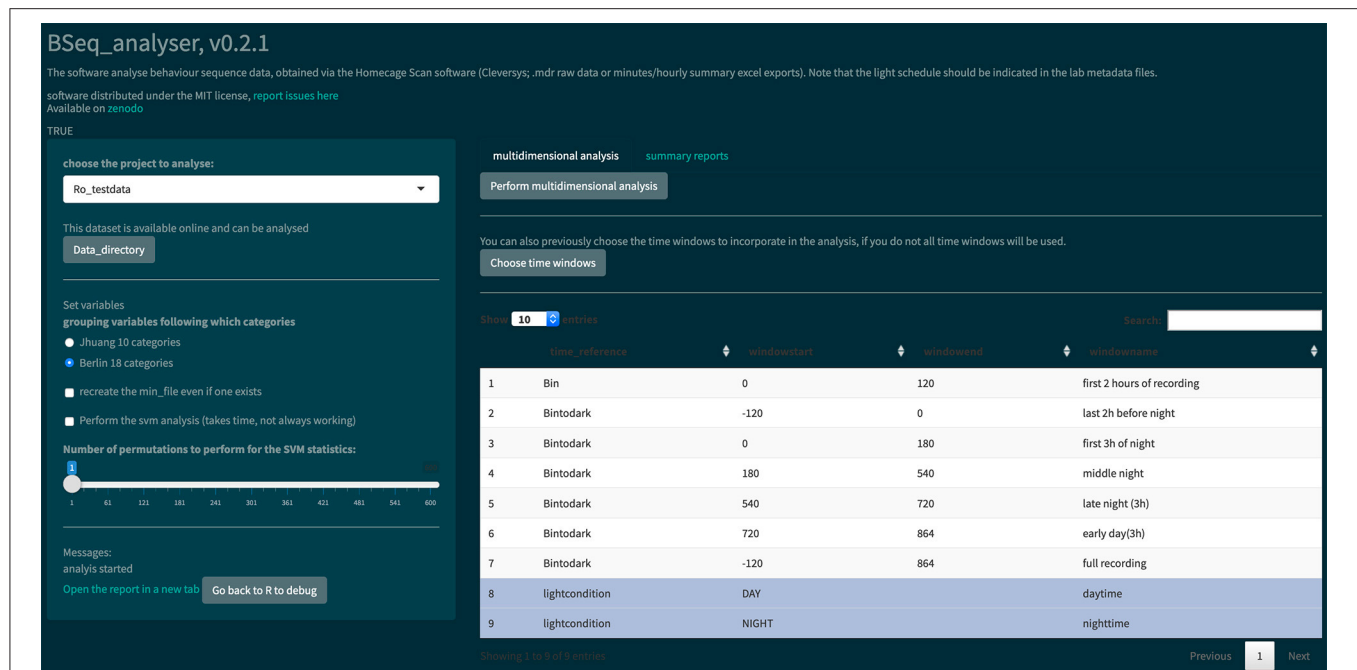 BSeq_analyser, v0.2.1
The software analyse behaviour sequence data, obtained via the Homecage Scan software (Cleversys; .mdr raw data or minutes/hourly summary excel exports). Note that the light schedule should be indicated in the lab metadata files.
software distributed under the MIT license, report issues here
Available on zenodo
TRUE
choose the project to analyse:
Ro_testdata
This dataset is available online and can be analysed
Data_directory
Set variables
grouping variables following which categories
Jhuang 10 categories
Berlin 18 categories
recreate the min_file even if one exists
Perform the svm analysis (takes time, not always working)
Number of permutations to perform for the SVM statistics:
1
1 61 121 181 241 301 361 421 481 541 600
Messages:
analyis started
Open the report in a new tab Go back to R to debug
multidimensional analysis summary reports
Perform multidimensional analysis
You can also previously choose the time windows to incorporate in the analysis, if you do not all time windows will be used.
Choose time windows
Show 10 entries Search:
time_reference windowstart windowend windowname
1 Bin 0 120 first 2 hours of recording
2 Bintodark -120 0 last 2h before night
3 Bintodark 0 180 first 3h of night
4 Bintodark 180 540 middle night
5 Bintodark 540 720 late night (3h)
6 Bintodark 720 864 early day(3h)
7 Bintodark -120 864 full recording
8 lightcondition DAY daytime
9 lightcondition NIGHT nighttime
Showing 1 to 9 of 9 entries Previous 1 Next